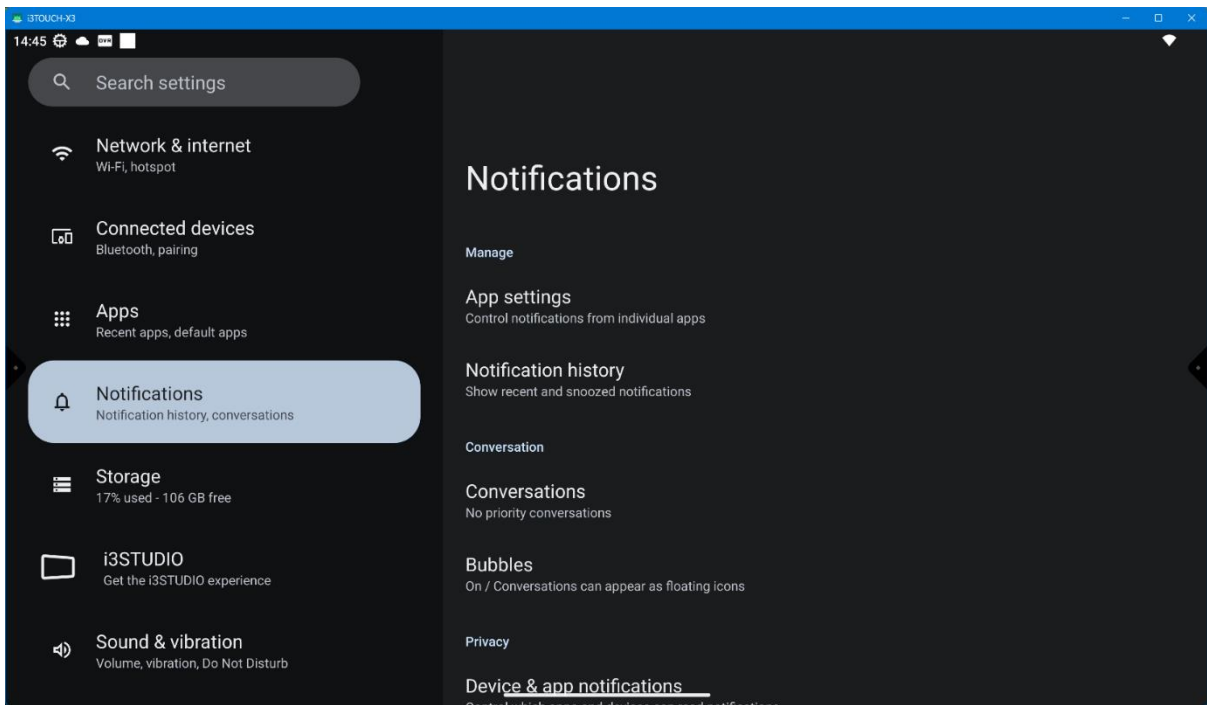 i3TOUCH-X3
14:45
DVR
Search settings
Network & internet
Wi-Fi, hotspot
Connected devices
Bluetooth, pairing
Apps
Recent apps, default apps
Notifications
Notification history, conversations
Storage
17% used - 106 GB free
i3STUDIO
Get the i3STUDIO experience
Sound & vibration
Volume, vibration, Do Not Disturb
Notifications
Manage
App settings
Control notifications from individual apps
Notification history
Show recent and snoozed notifications
Conversation
Conversations
No priority conversations
Bubbles
On / Conversations can appear as floating icons
Privacy
Device & app notifications